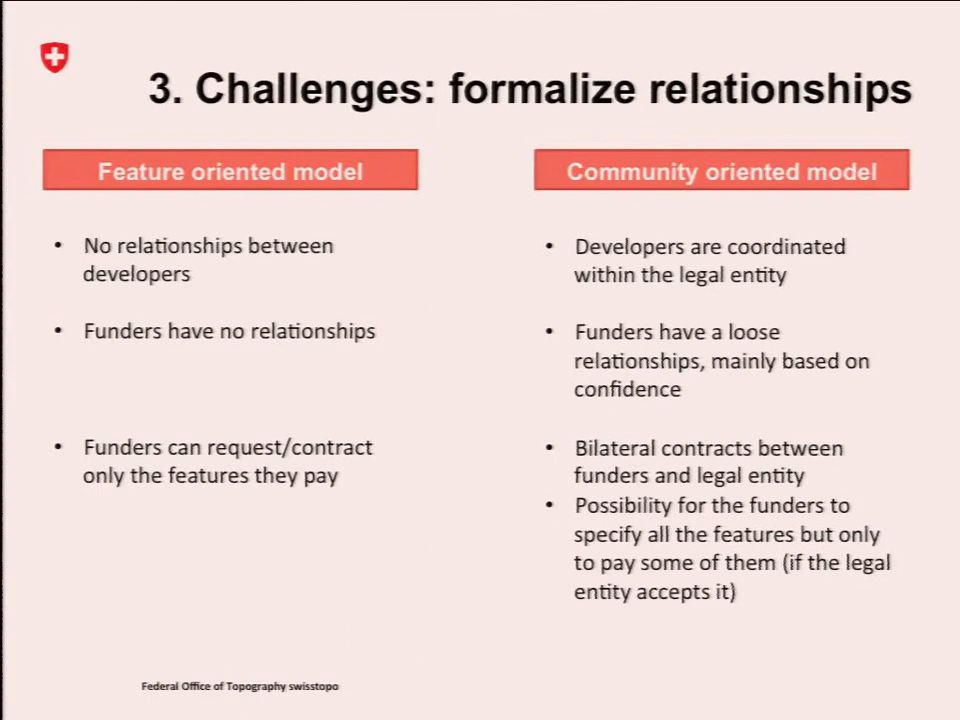 3. Challenges: formalize relationships
Feature oriented model
• No relationships between
developers
• Funders have no relationships
• Funders can request/contract
only the features they pay
Community oriented model
• Developers are coordinated
within the legal entity
• Funders have a loose
relationships, mainly based on
confidence
• Bilateral contracts between
funders and legal entity
• Possibility for the funders to
specify all the features but only
to pay some of them (if the legal
entity accepts it)
Federal Office of Topography swisstopo